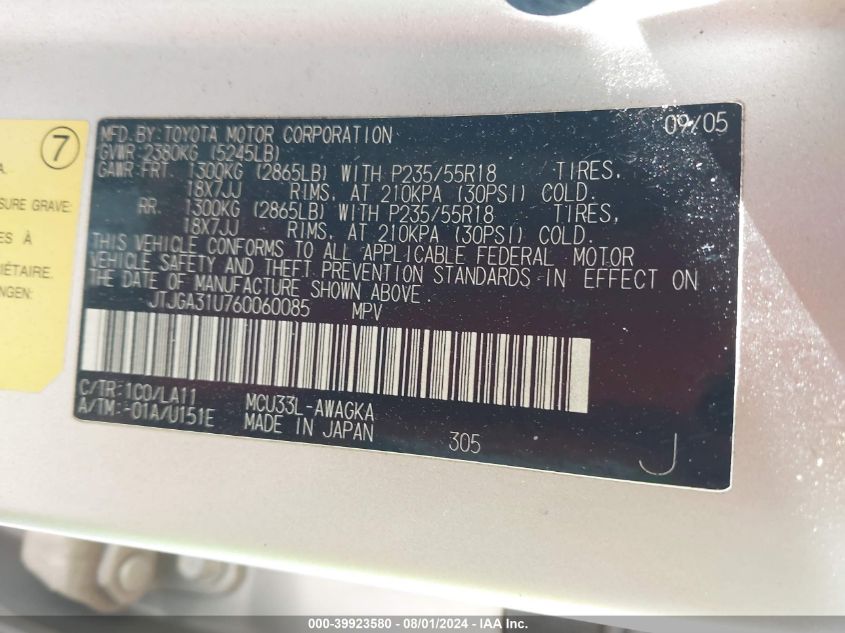 7
A.
SURE GRAVE:
ES À
IÉTAIRE.
NGEN:
MFD. BY: TOYOTA MOTOR CORPORATION 09/05
GVWR: 2380KG (5245LB)
GAWR: FRT. 1300KG (2865LB) WITH P235/55R18 TIRES,
18X7JJ RIMS, AT 210KPA (30PSI) COLD.
RR. 1300KG (2865LB) WITH P235/55R18 TIRES,
18X7JJ RIMS, AT 210KPA (30PSI) COLD.
THIS VEHICLE CONFORMS TO ALL APPLICABLE FEDERAL MOTOR
VEHICLE SAFETY AND THEFT PREVENTION STANDARDS IN EFFECT ON
THE DATE OF MANUFACTURE SHOWN ABOVE
JTJGA31U760060085 MPV
C/TR: 1C0/LA11 MCU33L-AWAGKA
A/TM: -01A/U151E MADE IN JAPAN 305 J
000-39923580 - 08/01/2024 - IAA Inc.